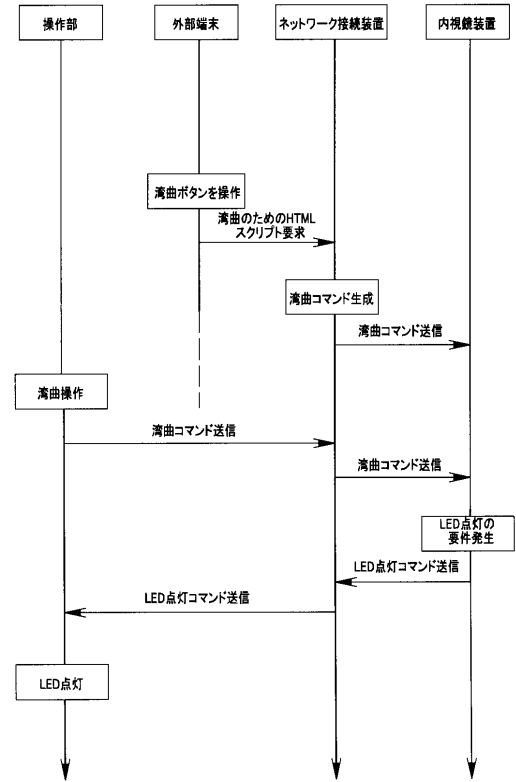 操作部
外部端末
ネットワーク接続装置
内視鏡装置
湾曲ボタンを操作
湾曲のためのHTML
スクリプト要求
湾曲コマンド生成
湾曲コマンド送信
湾曲操作
湾曲コマンド送信
湾曲コマンド送信
LED点灯の
要件発生
LED点灯コマンド送信
LED点灯コマンド送信
LED点灯